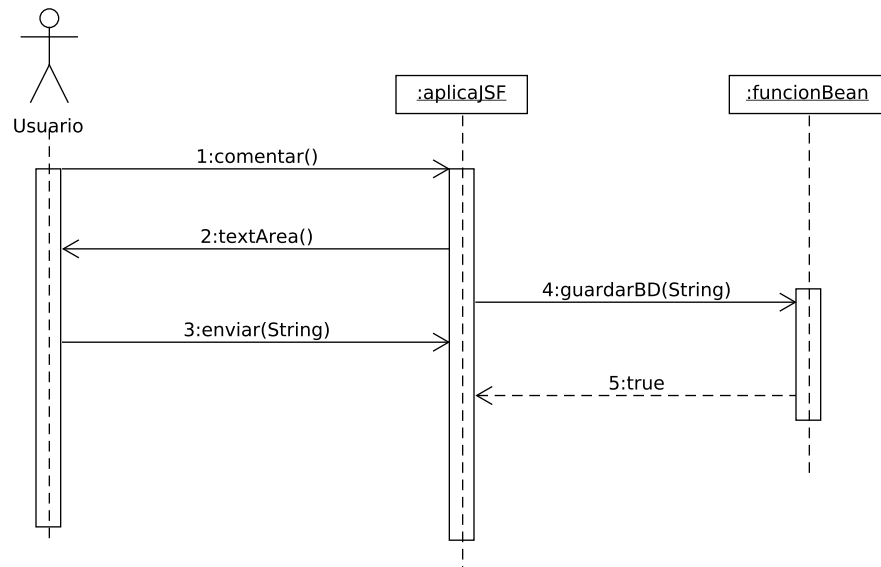 Usuario
:aplicaJSF
:funcionBean
1:comentar()
2:textArea()
4:guardarBD(String)
3:enviar(String)
5:true